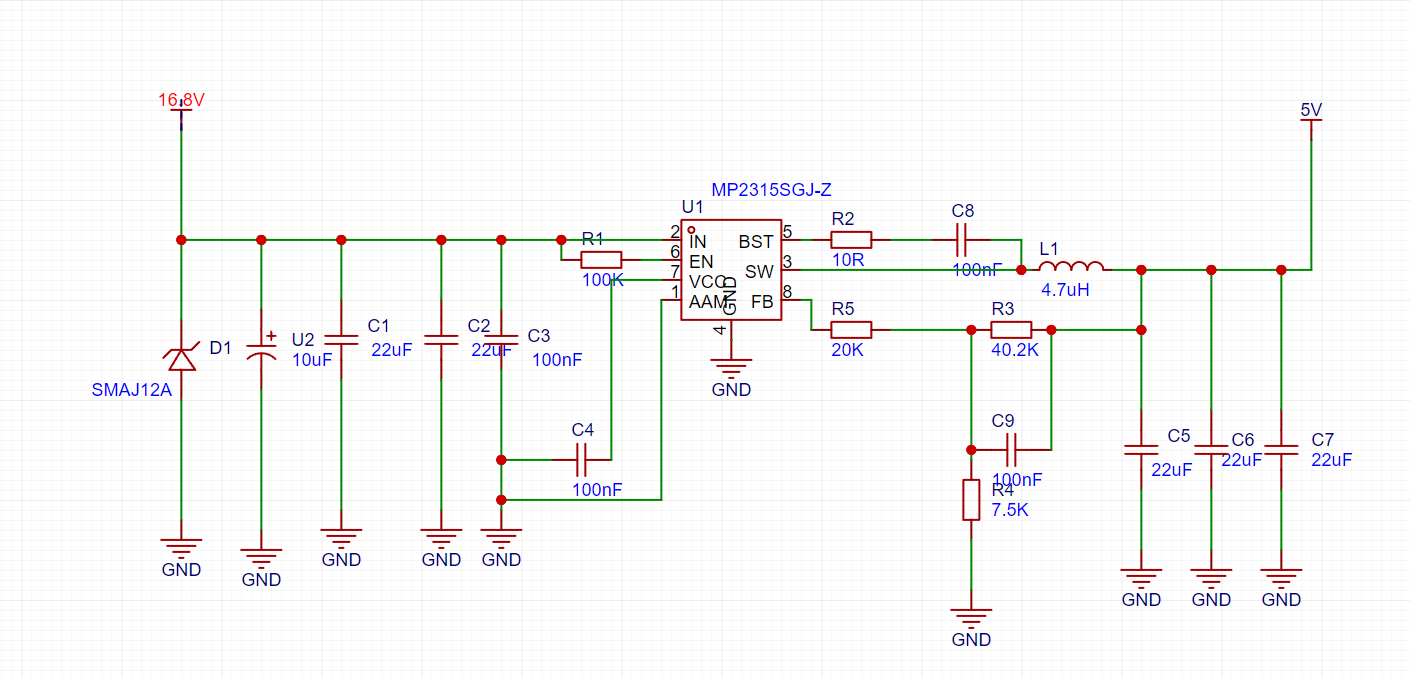 16.8V
5V
MP2315SGJ-Z
U1
2
IN
6
EN
7
VCC
1
AAM
GND
4
BST
5
SW
3
FB
8
GND
R1
100K
R2
10R
C8
100nF
L1
4.7uH
R5
20K
R3
40.2K
D1
SMAJ12A
U2
10uF
C1
22uF
C2
22uF
C3
100nF
C4
100nF
C9
100nF
R4
7.5K
C5
22uF
C6
22uF
C7
22uF
GND
GND
GND
GND
GND
GND
GND
GND
GND